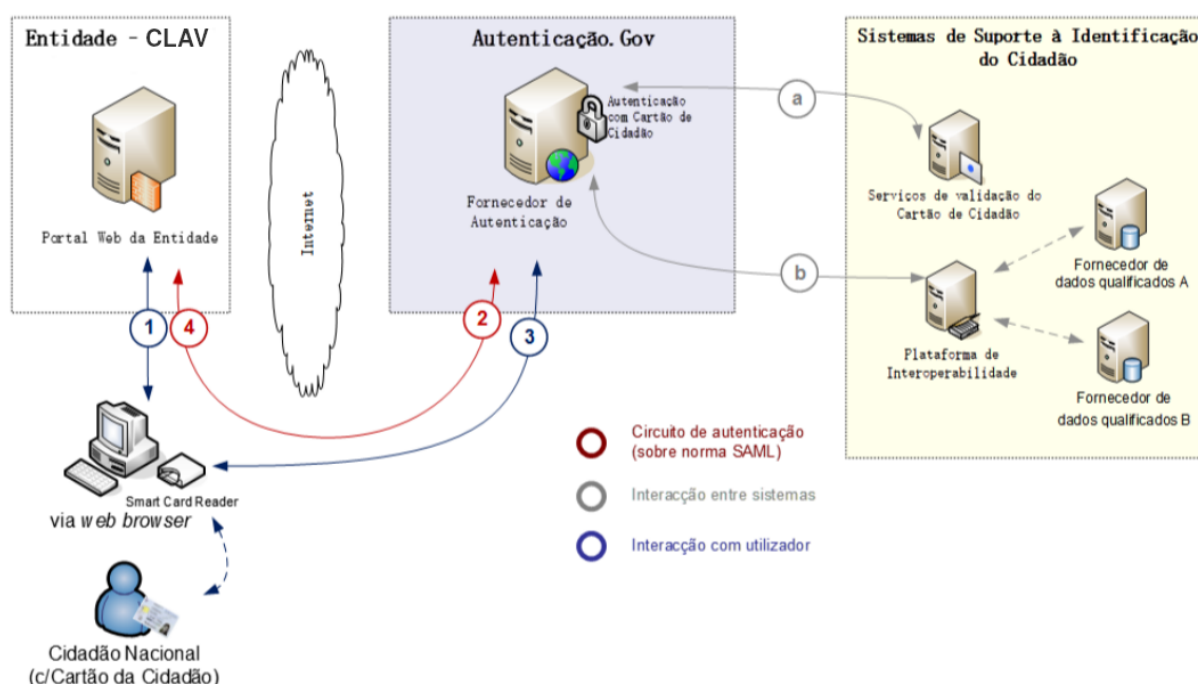 Entidade - CLAV
Portal Web da Entidade
Internet
Autenticação.Gov
Autenticação
com Cartão de
Cidadão
Fornecedor de
Autenticação
Sistemas de Suporte à Identificação
do Cidadão
Serviços de validação do
Cartão de Cidadão
Fornecedor de
dados qualificados A
Plataforma de
Interoperabilidade
Fornecedor de
dados qualificados B
a
b
1
4
2
3
Smart Card Reader
via web browser
Cidadão Nacional
(c/Cartão da Cidadão)
Circuito de autenticação
(sobre norma SAML)
Interacção entre sistemas
Interacção com utilizador